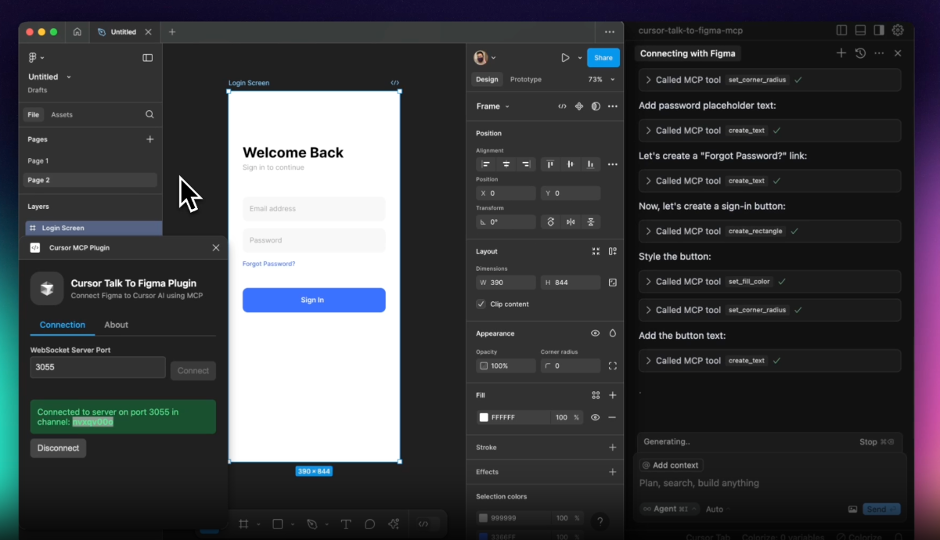 Untitled
Untitled
Drafts
File
Assets
Pages
Page 1
Page 2
Layers
Login Screen
Cursor MCP Plugin
Cursor Talk To Figma Plugin
Connect Figma to Cursor AI using MCP
Connection
About
WebSocket Server Port
3055
Connect
Connected to server on port 3055 in
channel:
Disconnect
Login Screen
Welcome Back
Sign in to continue
Email address
Password
Forgot Password?
Sign in
390 × 844
Share
Design
Prototype
73%
Frame
Position
Alignment
Position
X 0
Y 0
Transform
0°
Layout
Dimensions
W 390
H 844
Clip content
Appearance
Opacity
Corner radius
100%
0
Fill
FFFFFF
100 %
Stroke
Effects
Selection colors
999999
100 %
3366FF
100 %
?
cursor-talk-to-figma-mcp
Connecting with Figma
Called MCP tool set_corner_radius
Add password placeholder text:
Called MCP tool create_text
Let's create a "Forgot Password?" link:
Called MCP tool create_text
Now, let's create a sign-in button:
Called MCP tool create_rectangle
Style the button:
Called MCP tool set_fill_color
Called MCP tool set_corner_radius
Add the button text:
Called MCP tool create_text
Generating..
Stop
@ Add context
Plan, search, build anything
∞ Agent ⌘I
Auto
Send
Cursor Tab
Colorize: 0 variables
Colorize